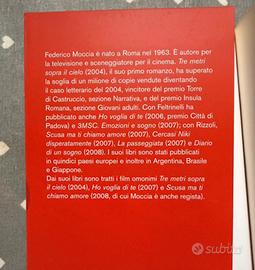 Federico Moccia è nato a Roma nel 1963. È autore per
la televisione e sceneggiatore per il cinema. Tre metri
sopra il cielo (2004), il suo primo romanzo, ha superato
la soglia di un milione di copie vendute diventando
il caso letterario del 2004, vincitore del premio Torre
di Castruccio, sezione Narrativa, e del premio Insula
Romana, sezione Giovani adulti. Con Feltrinelli ha
pubblicato anche Ho voglia di te (2006, premio Città di
Padova) e 3MSC. Emozioni e sogno (2007); con Rizzoli,
Scusa ma ti chiamo amore (2007), Cercasi Niki
disperatamente (2007), La passeggiata (2007) e Diario
di un sogno (2008). I suoi libri sono stati pubblicati
in quindici paesi europei e inoltre in Argentina, Brasile
e Giappone.
Dai suoi libri sono tratti i film omonimi Tre metri sopra
il cielo (2004), Ho voglia di te (2007) e Scusa ma ti
chiamo amore (2008, di cui Moccia è anche regista).
subito